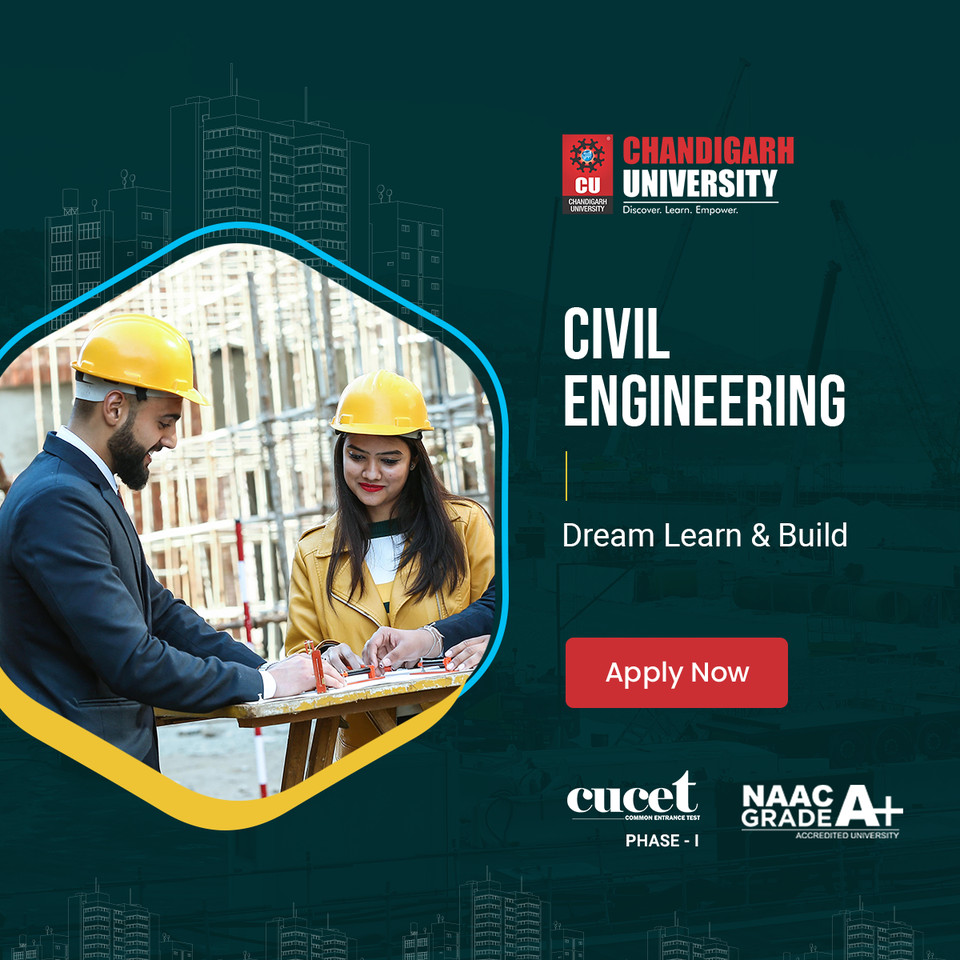 CU
CHANDIGARH
UNIVERSITY
CHANDIGARH
UNIVERSITY
Discover. Learn. Empower.
CIVIL
ENGINEERING
Dream Learn & Build
Apply Now
cucet
COMMON ENTRANCE TEST
PHASE - I
NAAC
GRADE A+
ACCREDITED UNIVERSITY